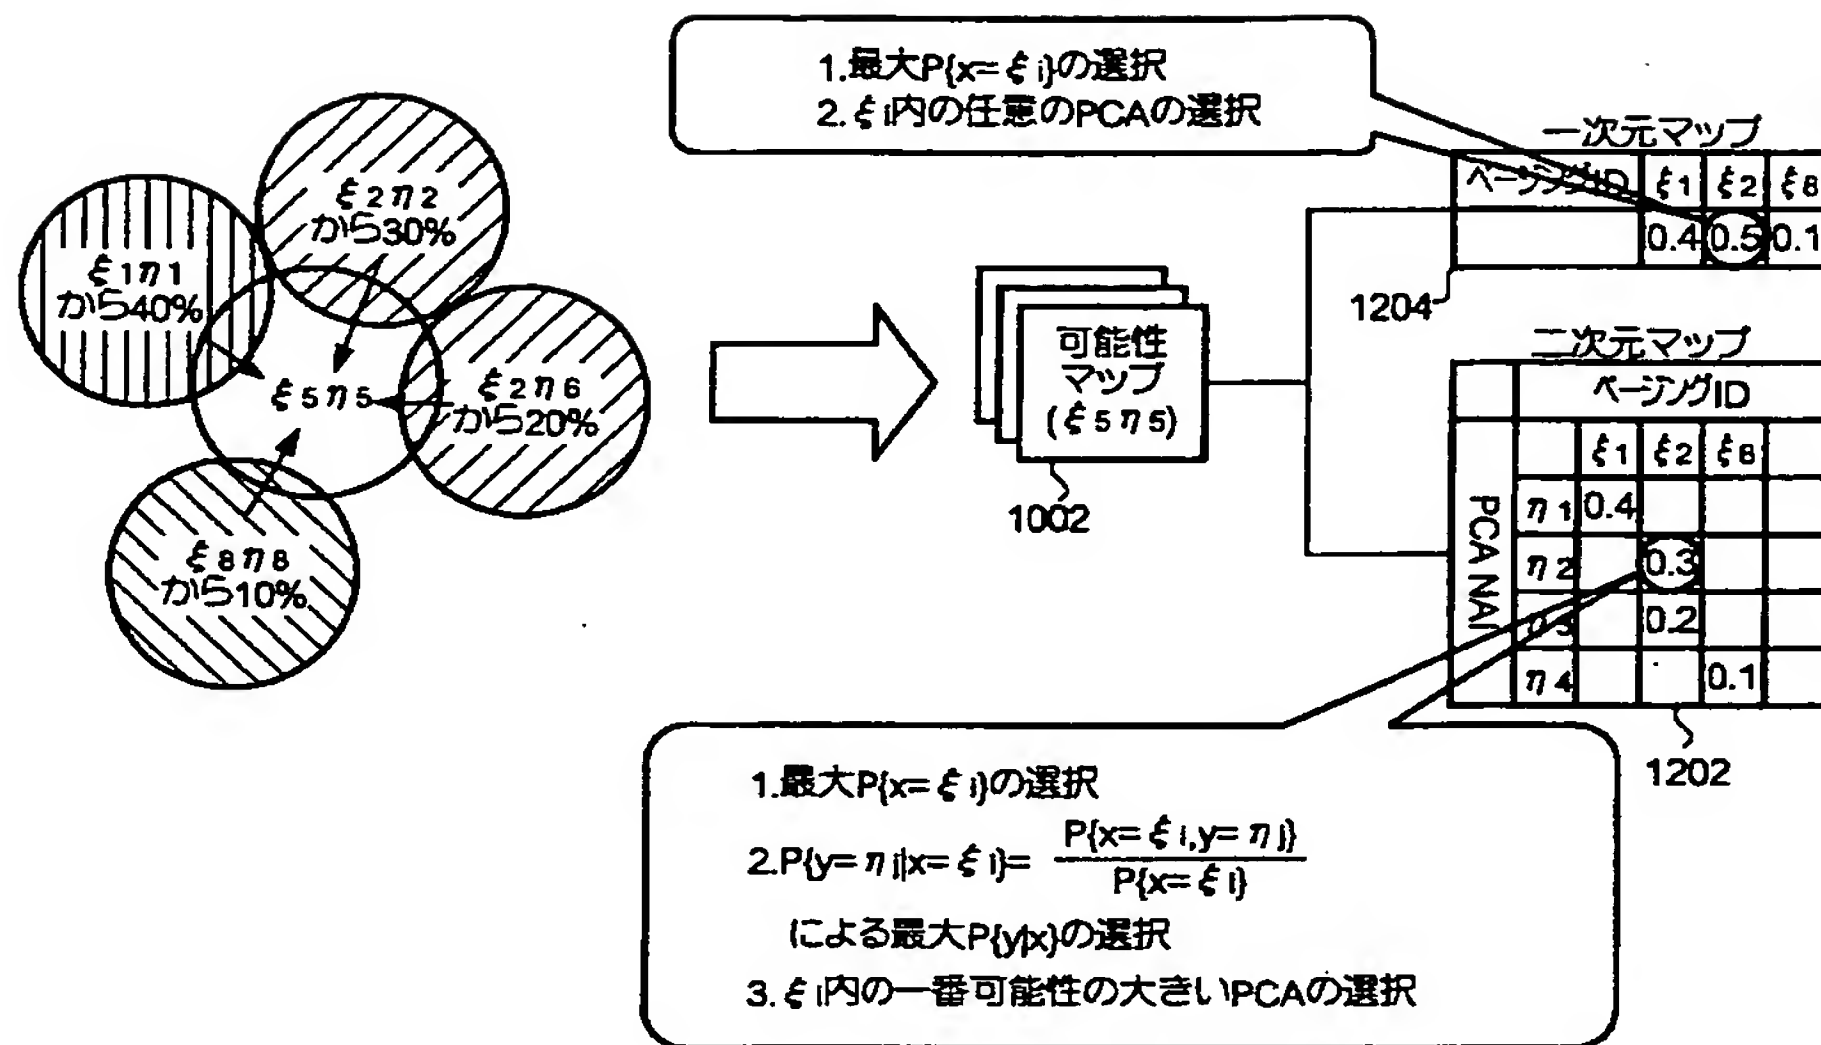 1.最大P{x=ξi}の選択
2.ξi内の任意のPCAの選択
ξ2η2
から30%
ξ1η1
から40%
ξ5η5
ξ2η6
から20%
ξ8η8
から10%
可能性
マップ
(ξ5η5)
1002
一次元マップ
ページングID ξ1 ξ2 ξ8
0.4 0.5 0.1
1204
二次元マップ
ページングID
PCA NAI
ξ1 ξ2 ξ8
η1 0.4
η2 0.3
0.2
η4 0.1
1202
1.最大P{x=ξi}の選択
2.P{y=ηj|x=ξi}= P{x=ξi,y=ηj}
P{x=ξi}
による最大P{y|x}の選択
3.ξi内の一番可能性の大きいPCAの選択